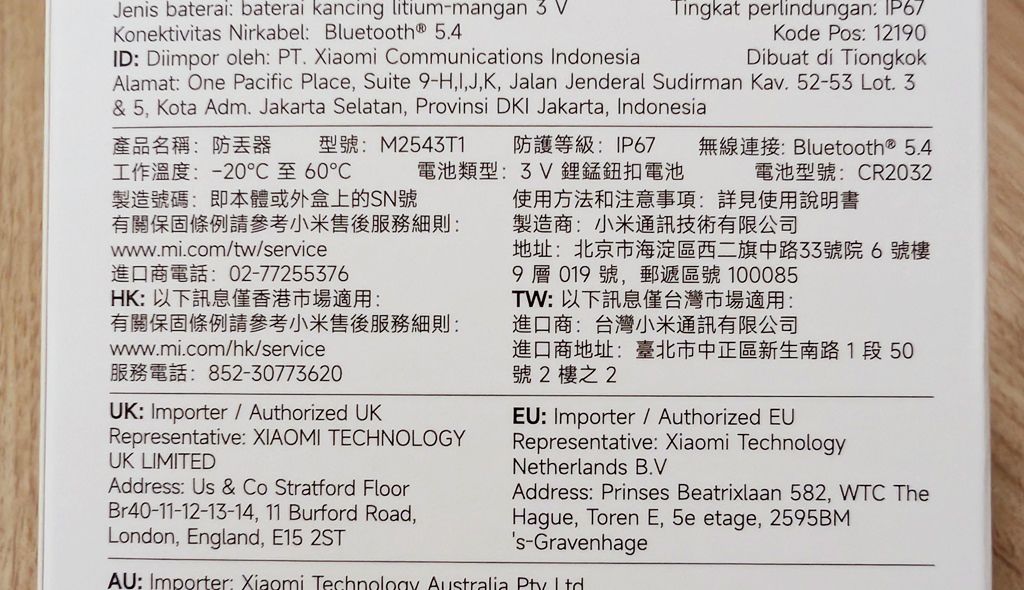 Jenis baterai: baterai kancing litium-mangan 3 V Tingkat perlindungan: IP67
Konektivitas Nirkabel: Bluetooth® 5.4 Kode Pos: 12190
ID: Diimpor oleh: PT. Xiaomi Communications Indonesia Dibuat di Tiongkok
Alamat: One Pacific Place, Suite 9-H,I,J,K, Jalan Jenderal Sudirman Kav. 52-53 Lot. 3
& 5, Kota Adm. Jakarta Selatan, Provinsi DKI Jakarta, Indonesia
產品名稱：防丟器 型號：M2543T1 防護等級：IP67 無線連接: Bluetooth® 5.4
工作溫度：-20°C 至 60°C 電池類型：3 V 鋰錳鈕扣電池 電池型號：CR2032
製造號碼：即本體或外盒上的SN號
有關保固條例請參考小米售後服務細則：
www.mi.com/tw/service
進口商電話：02-77255376
HK: 以下訊息僅香港市場適用：
有關保固條例請參考小米售後服務細則：
www.mi.com/hk/service
服務電話：852-30773620
使用方法和注意事項：詳見使用說明書
製造商：小米通訊技術有限公司
地址：北京市海淀區西二旗中路33號院 6 號樓
9 層 019 號，郵遞區號 100085
TW: 以下訊息僅台灣市場適用：
進口商：台灣小米通訊有限公司
進口商地址：臺北市中正區新生南路 1 段 50
號 2 樓之 2
UK: Importer / Authorized UK
Representative: XIAOMI TECHNOLOGY
UK LIMITED
Address: Us & Co Stratford Floor
Br40-11-12-13-14, 11 Burford Road,
London, England, E15 2ST
EU: Importer / Authorized EU
Representative: Xiaomi Technology
Netherlands B.V
Address: Prinses Beatrixlaan 582, WTC The
Hague, Toren E, 5e etage, 2595BM
's-Gravenhage
AU: Importer: Xiaomi Technology Australia Pty Ltd